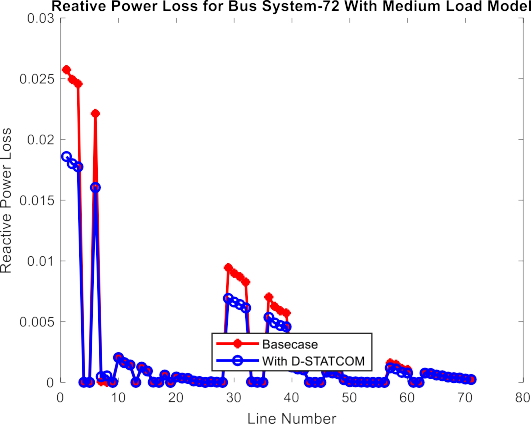 Reative Power Loss for Bus System-72 With Medium Load Model
0.03
0.025
0.02
0.015
0.01
0.005
0
Reactive Power Loss
Basecase
With D-STATCOM
0 10 20 30 40 50 60 70 80
Line Number